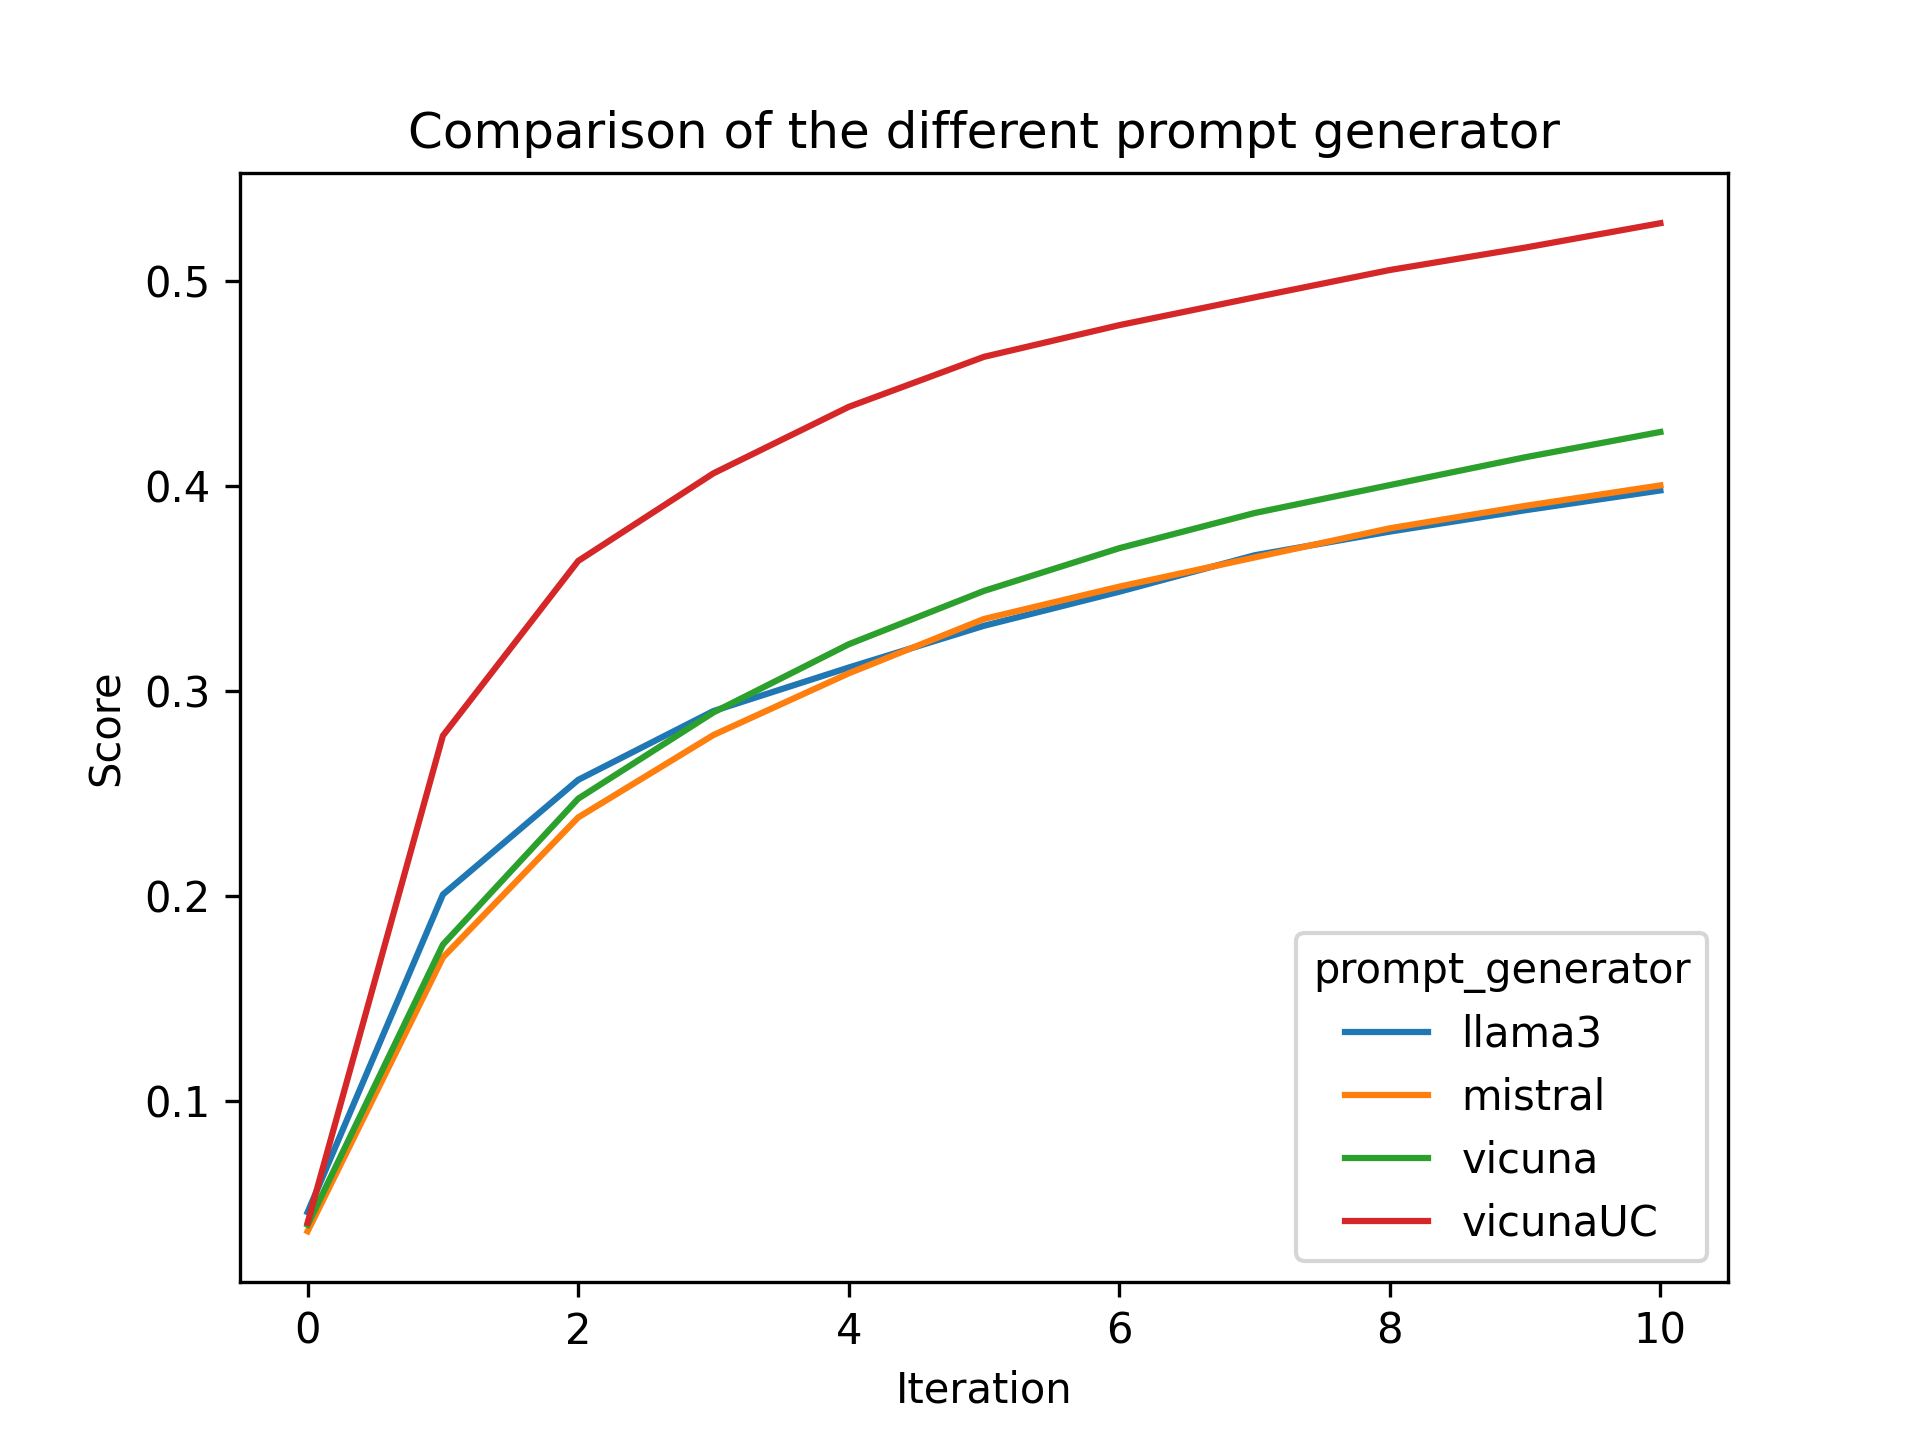 Comparison of the different prompt generator
Score
0.5
0.4
0.3
0.2
0.1
0 2 4 6 8 10
Iteration
prompt_generator
llama3
mistral
vicuna
vicunaUC